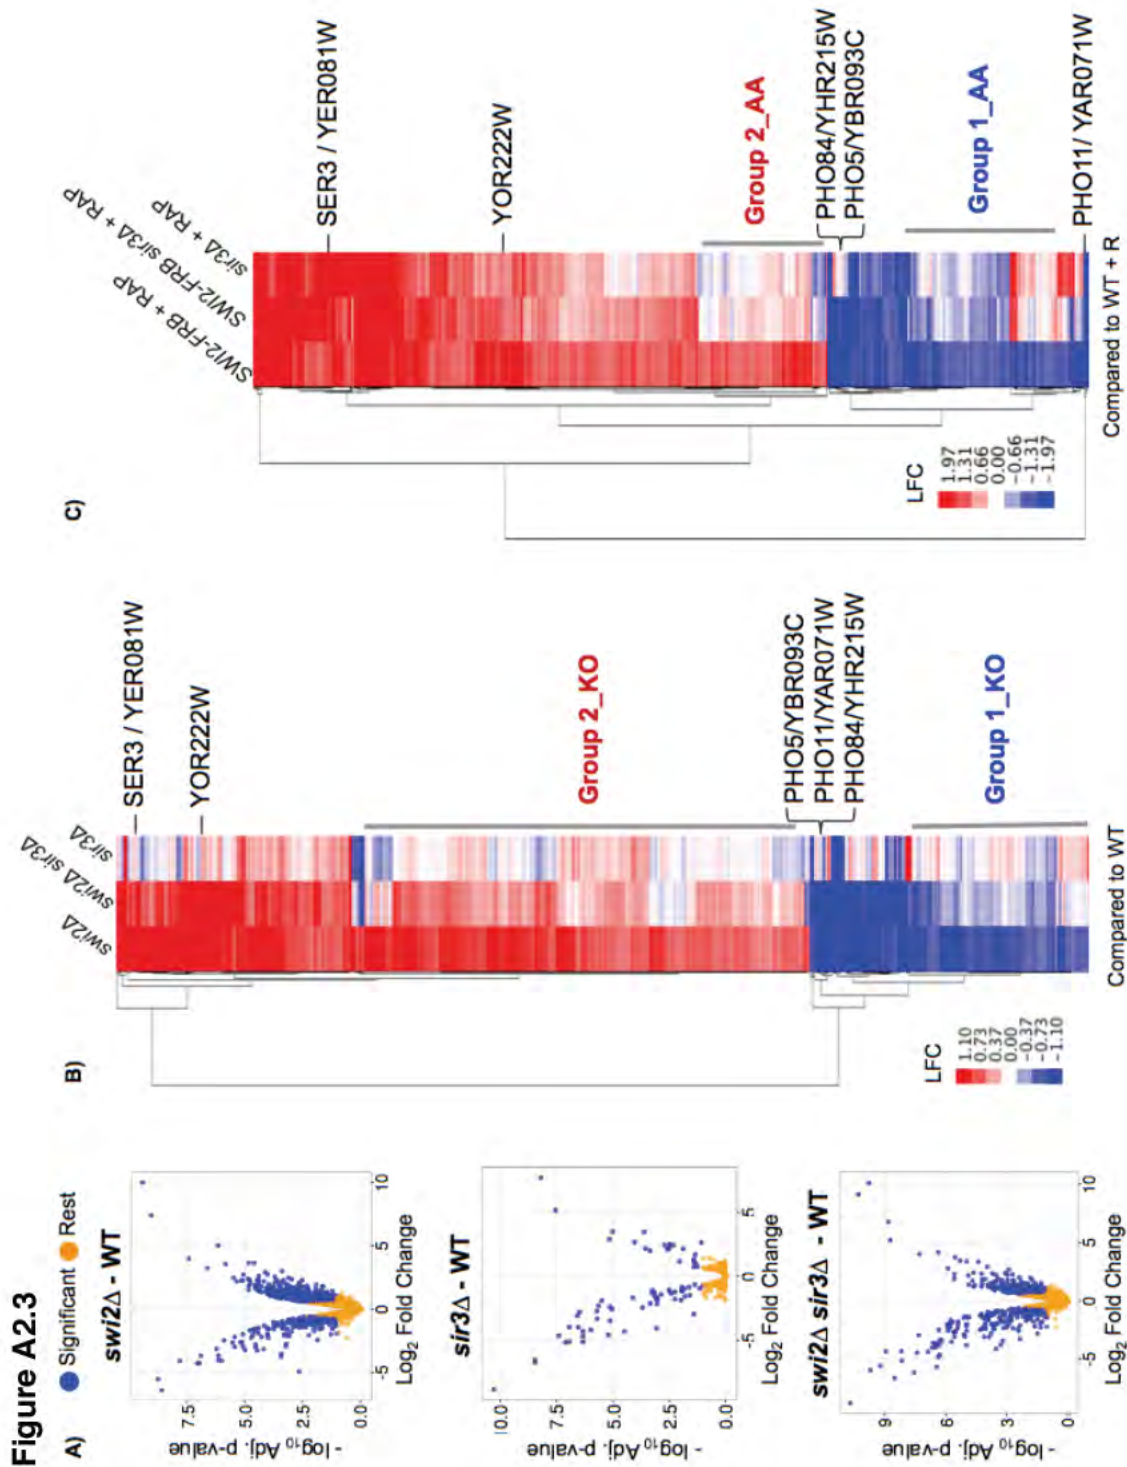 Figure A2.3
A)
Significant
Rest
swi2Δ - WT
7.5
5.0
2.5
0.0
-5
0
5
10
- log10 Adj. p-value
Log2 Fold Change
sir3Δ - WT
10.0
7.5
5.0
2.5
0.0
-5
0
5
- log10 Adj. p-value
Log2 Fold Change
swi2Δ sir3Δ - WT
9
6
3
0
-5
0
5
10
- log10 Adj. p-value
Log2 Fold Change
B)
swi2Δ
swi2Δ sir3Δ
sir3Δ
SER3 / YER081W
YOR222W
Group 2_KO
PHO5/YBR093C
PHO11/YAR071W
PHO84/YHR215W
Group 1_KO
LFC
1.10
0.73
0.37
0.00
-0.37
-0.73
-1.10
Compared to WT
C)
SWI2-FRB + RAP
SWI2-FRB sir3Δ + RAP
sir3Δ + RAP
SER3 / YER081W
YOR222W
Group 2_AA
PHO84/YHR215W
PHO5/YBR093C
Group 1_AA
PHO11/ YAR071W
LFC
1.97
1.31
0.66
0.00
-0.66
-1.31
-1.97
Compared to WT + R